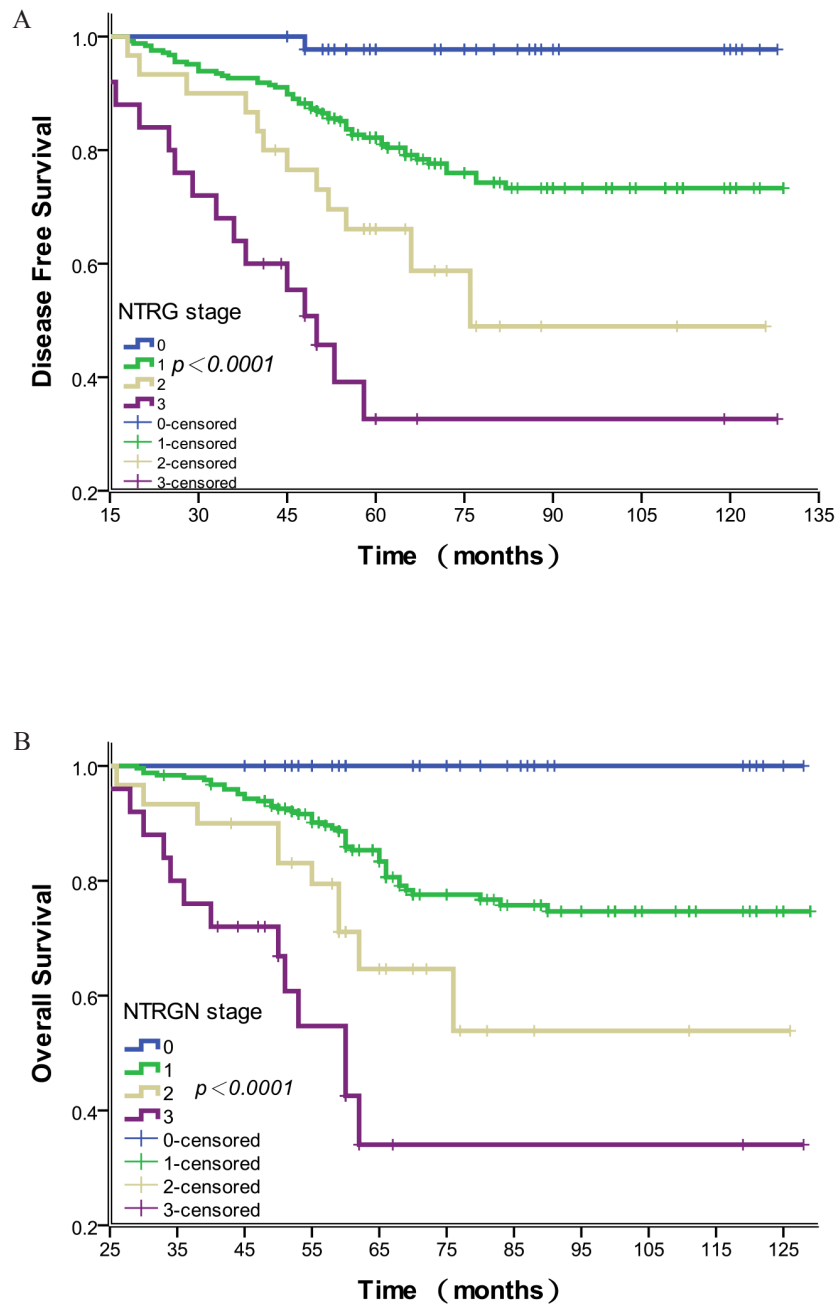 A
1.0
0.8
0.6
0.4
0.2
Disease Free Survival
NTRG stage
0
1 p<0.0001
2
3
0-censored
1-censored
2-censored
3-censored
15 30 45 60 75 90 105 120 135
Time (months)
B
1.0
0.8
0.6
0.4
0.2
Overall Survival
NTRGN stage
0
1
2 p<0.0001
3
0-censored
1-censored
2-censored
3-censored
25 35 45 55 65 75 85 95 105 115 125
Time (months)